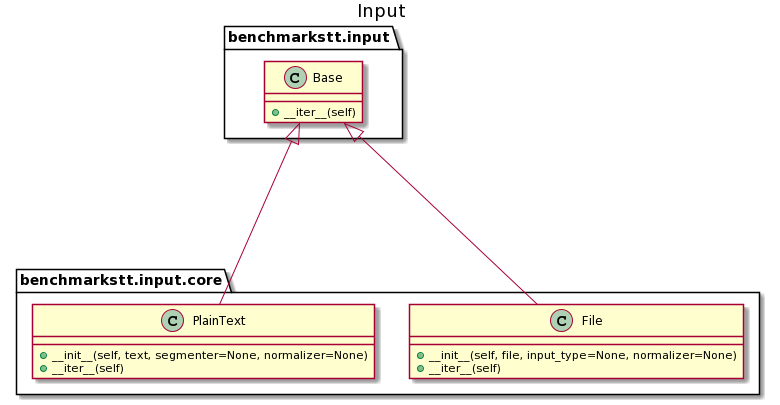 Input
benchmarkstt.input
C Base
__iter__(self)
benchmarkstt.input.core
C PlainText
__init__(self, text, segmenter=None, normalizer=None)
__iter__(self)
C File
__init__(self, file, input_type=None, normalizer=None)
__iter__(self)